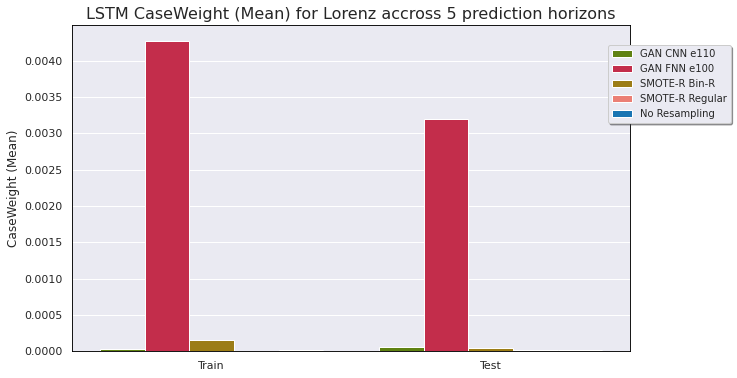 LSTM CaseWeight (Mean) for Lorenz accross 5 prediction horizons
GAN CNN e110
GAN FNN e100
SMOTE-R Bin-R
SMOTE-R Regular
No Resampling
CaseWeight (Mean)
0.0040
0.0035
0.0030
0.0025
0.0020
0.0015
0.0010
0.0005
0.0000
Train
Test